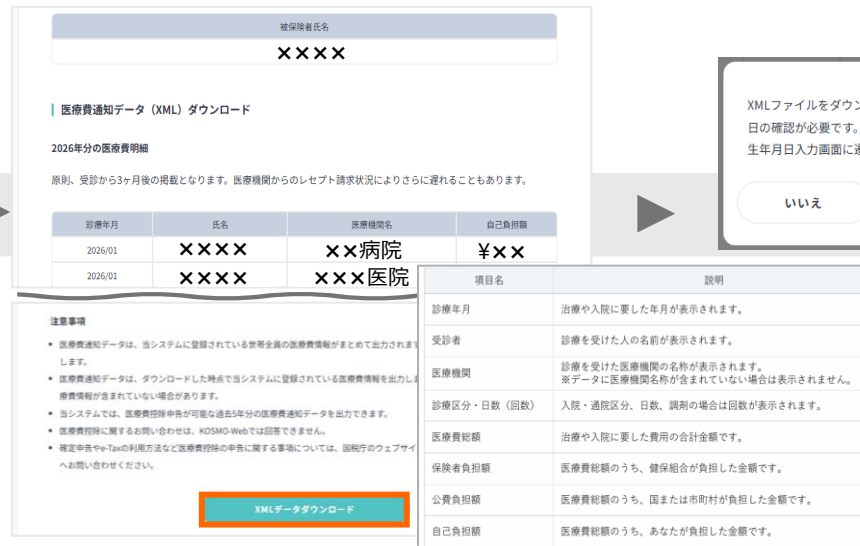 被保険者氏名
××××
医療費通知データ（XML）ダウンロード
2026年分の医療費明細
原則、受診から3ヶ月後の掲載となります。医療機関からのレセプト請求状況によりさらに遅れることもあります。
診療年月 氏名 医療機関名 自己負担額
2026/01 ×××× ××病院 ¥××
2026/01 ×××× ×××医院
注意事項
• 医療費通知データは、当システムに登録されている世帯全員の医療費情報がまとめて出力されます
します。
• 医療費通知データは、ダウンロードした時点で当システムに登録されている医療費情報を出力しま
療費情報が含まれていない場合があります。
• 当システムでは、医療費控除申告が可能な過去5年分の医療費通知データを出力できます。
• 医療費控除に関するお問い合わせは、KOSMO-Webでは回答できません。
• 確定申告やe-Taxの利用方法など医療費控除の申告に関する事項については、国税庁のウェブサイ
へお問い合わせください。
XMLデータダウンロード
項目名 説明
診療年月 治療や入院に要した年月が表示されます。
受診者 診療を受けた人の名前が表示されます。
医療機関 診療を受けた医療機関の名称が表示されます。
※データに医療機関名称が含まれていない場合は表示されません。
診療区分・日数（回数） 入院・通院区分、日数、調剤の場合は回数が表示されます。
医療費総額 治療や入院に要した費用の合計金額です。
保険者負担額 医療費総額のうち、健保組合が負担した金額です。
公費負担額 医療費総額のうち、国または市町村が負担した金額です。
自己負担額 医療費総額のうち、あなたが負担した金額です。
XMLファイルをダウン
日の確認が必要です。
生年月日入力画面に
いいえ